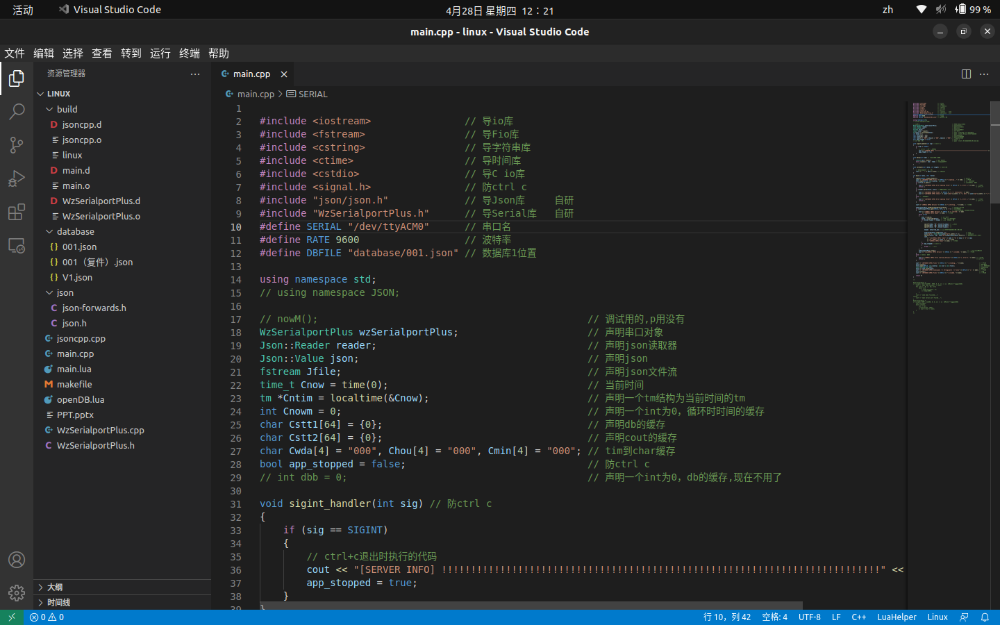 活动 Visual Studio Code 4月28日 星期四 12：21 zh 99 %
main.cpp - linux - Visual Studio Code
文件 编辑 选择 查看 转到 运行 终端 帮助
资源管理器
LINUX
build
jsoncpp.d
jsoncpp.o
linux
main.d
main.o
WzSerialportPlus.d
WzSerialportPlus.o
database
001.json
001（复件）.json
V1.json
json
json-forwards.h
json.h
jsoncpp.cpp
main.cpp
main.lua
makefile
openDB.lua
PPT.pptx
WzSerialportPlus.cpp
WzSerialportPlus.h
大纲
时间线
main.cpp
main.cpp > SERIAL
1
2 #include <iostream> // 导io库
3 #include <fstream> // 导Fio库
4 #include <cstring> // 导字符串库
5 #include <ctime> // 导时间库
6 #include <cstdio> // 导C io库
7 #include <signal.h> // 防ctrl c
8 #include "json/json.h" // 导Json库 自研
9 #include "WzSerialportPlus.h" // 导Serial库 自研
10 #define SERIAL "/dev/ttyACM0" // 串口名
11 #define RATE 9600 // 波特率
12 #define DBFILE "database/001.json" // 数据库1位置
13
14 using namespace std;
15 // using namespace JSON;
16
17 // nowM(); // 调试用的,p用没有
18 WzSerialportPlus wzSerialportPlus; // 声明串口对象
19 Json::Reader reader; // 声明json读取器
20 Json::Value json; // 声明json
21 fstream Jfile; // 声明json文件流
22 time_t Cnow = time(0); // 当前时间
23 tm *Cntim = localtime(&Cnow); // 声明一个tm结构为当前时间的tm
24 int Cnowm = 0; // 声明一个int为0，循环时时间的缓存
25 char Cstt1[64] = {0}; // 声明db的缓存
26 char Cstt2[64] = {0}; // 声明cout的缓存
27 char Cwda[4] = "000", Chou[4] = "000", Cmin[4] = "000"; // tim到char缓存
28 bool app_stopped = false; // 防ctrl c
29 // int dbb = 0; // 声明一个int为0，db的缓存,现在不用了
30
31 void sigint_handler(int sig) // 防ctrl c
32 {
33 if (sig == SIGINT)
34 {
35 // ctrl+c退出时执行的代码
36 cout << "[SERVER INFO] !!!!!!!!!!!!!!!!!!!!!!!!!!!!!!!!!!!!!!!!!!!!!!!!!!!!!!!!!!!!!!!!!!!!!!!!!!!" <<
37 app_stopped = true;
38 }
39 }
0 0 行 10，列 42 空格: 4 UTF-8 LF C++ LuaHelper Linux